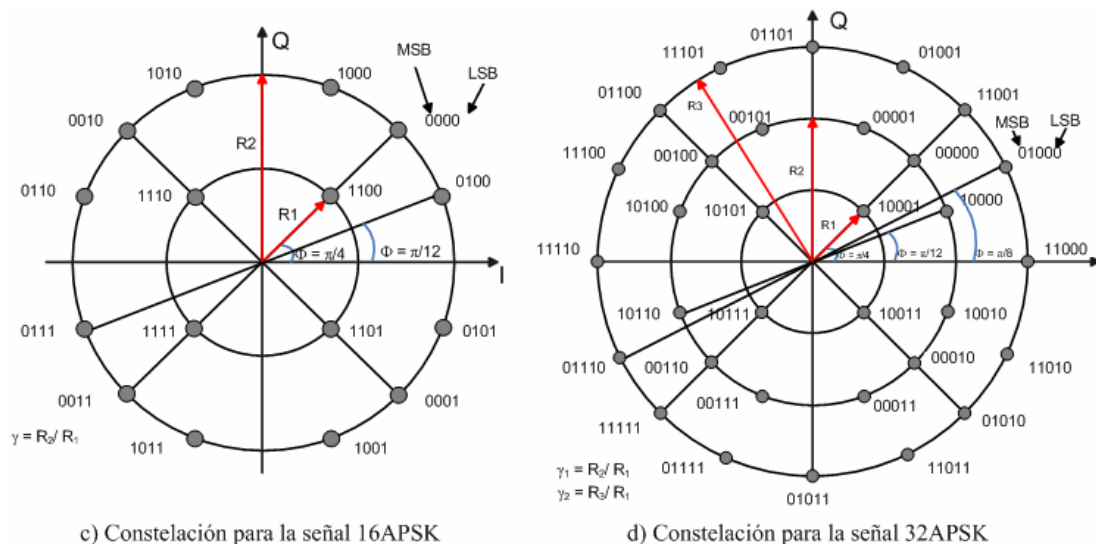 Q
MSB
LSB
1010
1000
0010
0000
R2
0110
1110
1100
0100
R1
Φ = π/4
Φ = π/12
I
0111
1111
1101
0101
0011
0001
γ = R₂/ R₁
1011
1001
c) Constelación para la señal 16APSK
01101
Q
11101
01001
01100
R3
11001
00101
00001
MSB
LSB
01000
11100
00100
R2
00000
10100
10101
R1
10001
10000
11110
Φ = π/4
Φ = π/12
Φ = π/8
11000
10110
10111
10011
10010
01110
00110
00010
11010
00111
00011
11111
01010
01111
11011
γ₁ = R₂/ R₁
γ₂ = R₃/ R₁
01011
d) Constelación para la señal 32APSK